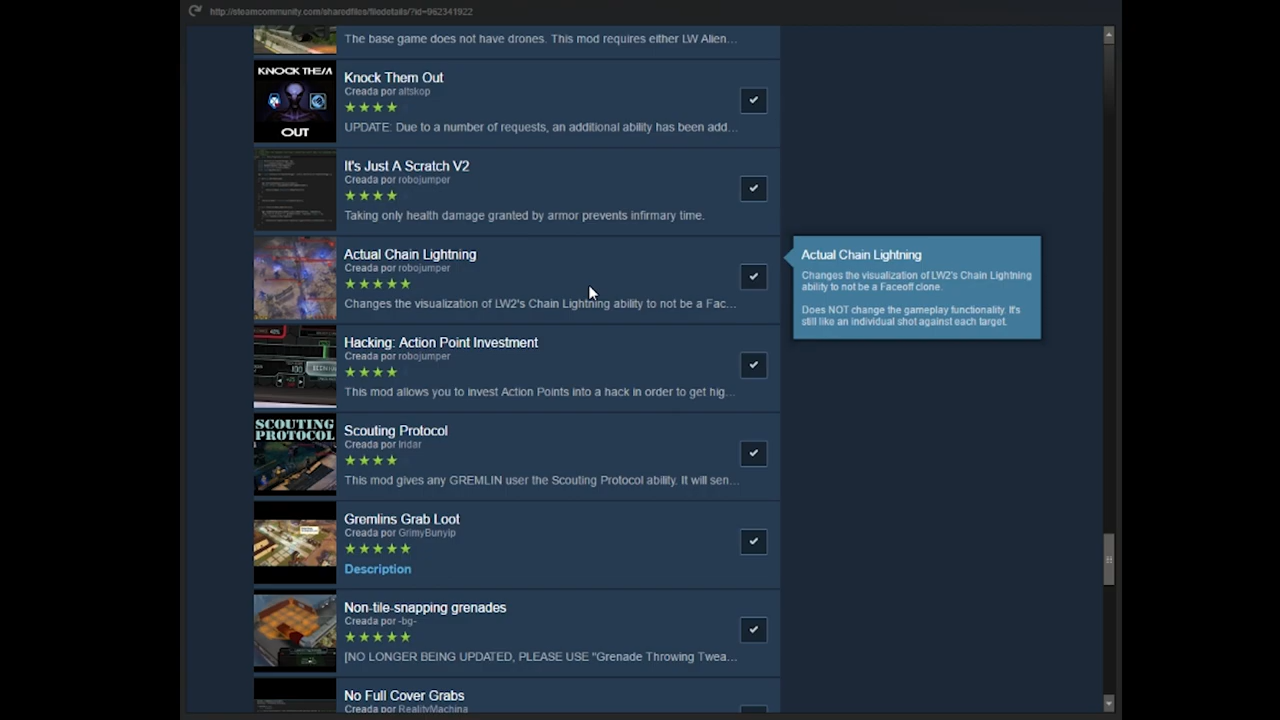 http://steamcommunity.com/sharedfiles/filedetails/?id=962341922
The base game does not have drones. This mod requires either LW Alien...
KNOCK THEM
OUT
Knock Them Out
Creada por altskop
UPDATE: Due to a number of requests, an additional ability has been add...
It's Just A Scratch V2
Creada por robojumper
Taking only health damage granted by armor prevents infirmary time.
Actual Chain Lightning
Creada por robojumper
Changes the visualization of LW2's Chain Lightning ability to not be a Fac...
Actual Chain Lightning
Changes the visualization of LW2's Chain Lightning
ability to not be a Faceoff clone.
Does NOT change the gameplay functionality. It's
still like an individual shot against each target.
Hacking: Action Point Investment
Creada por robojumper
This mod allows you to invest Action Points into a hack in order to get hig...
SCOUTING
PROTOCOL
Scouting Protocol
Creada por Iridar
This mod gives any GREMLIN user the Scouting Protocol ability. It will sen...
Gremlins Grab Loot
Creada por GrimyBunyip
Description
Non-tile-snapping grenades
Creada por -bg-
[NO LONGER BEING UPDATED, PLEASE USE "Grenade Throwing Twea...
No Full Cover Grabs
Creada por RealityMachina